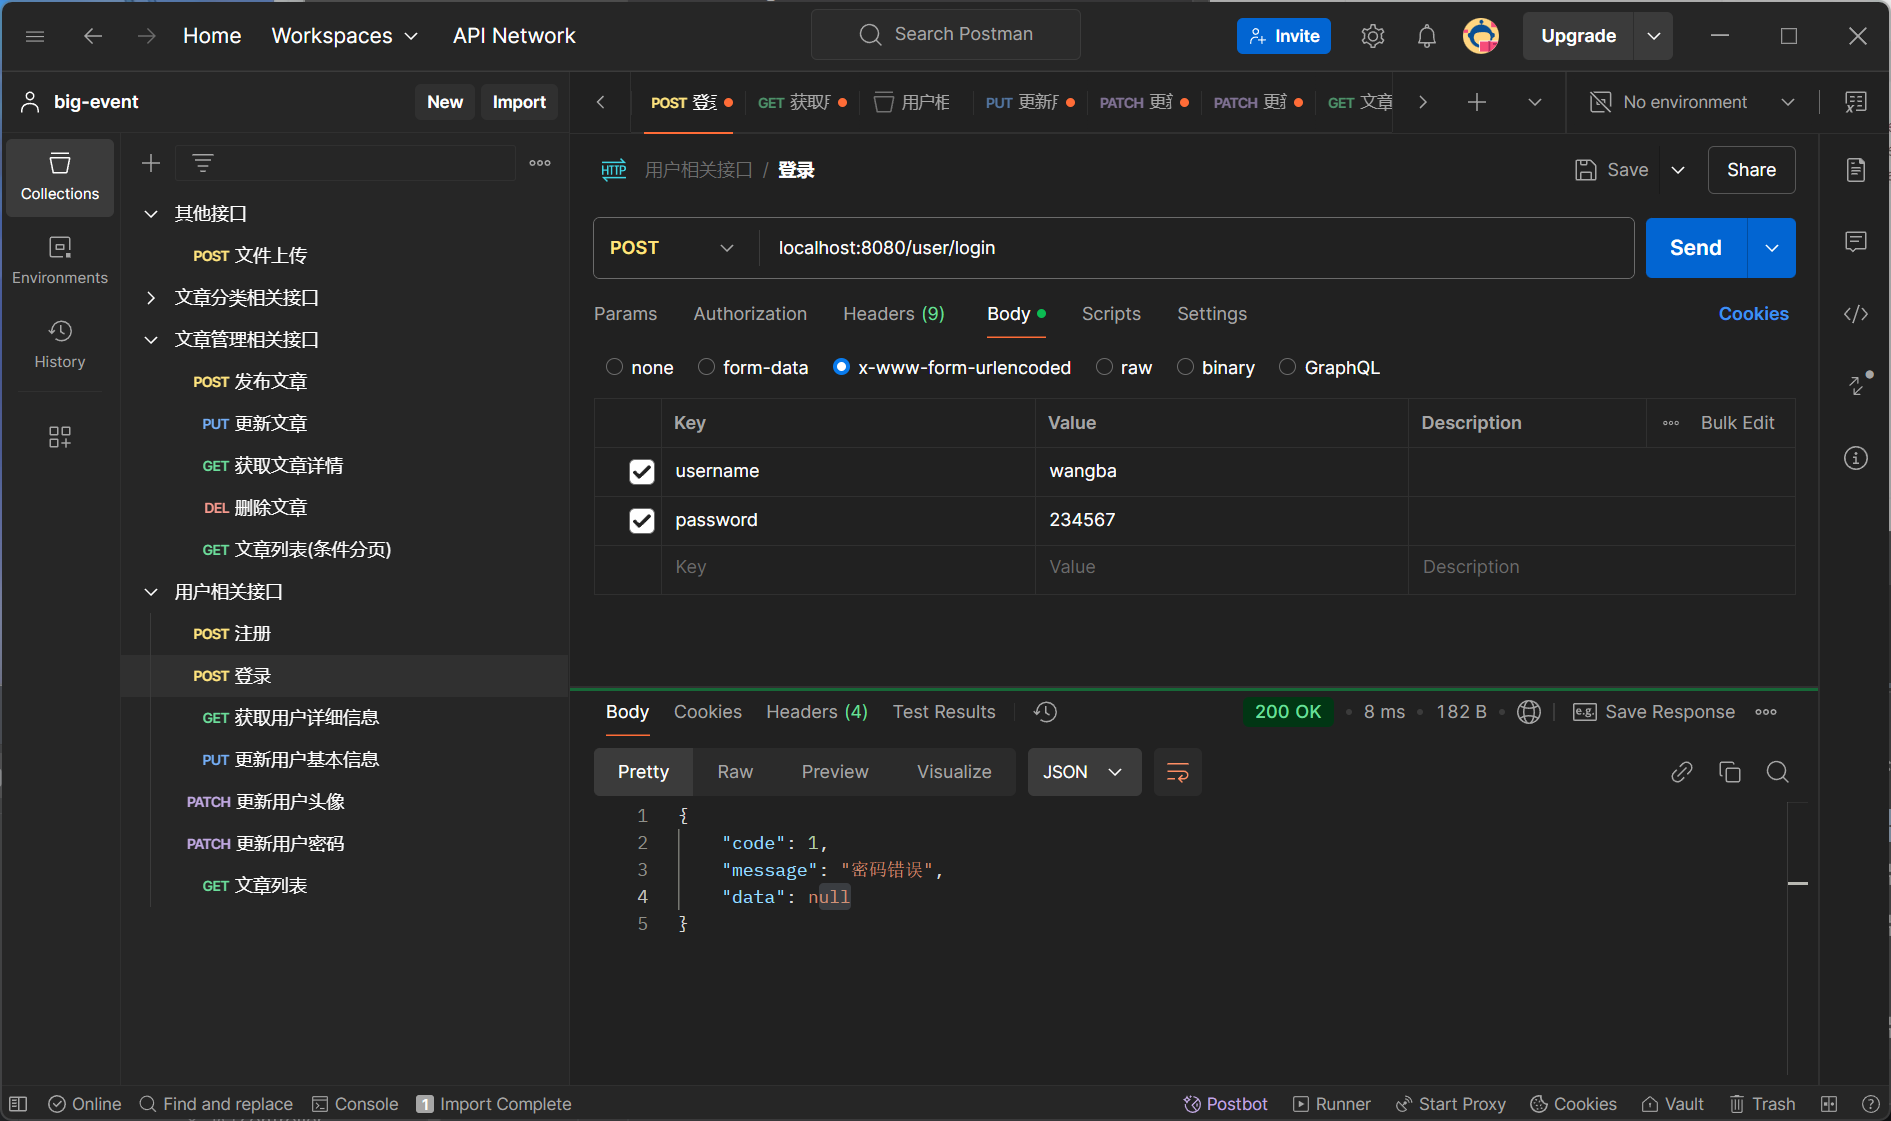 Home Workspaces API Network Search Postman Invite Upgrade
big-event New Import
POST 登录 GET 获取用 用户相 PUT 更新用 PATCH 更新 PATCH 更新 GET 文章 No environment
Collections
Environments
History
其他接口
POST 文件上传
文章分类相关接口
文章管理相关接口
POST 发布文章
PUT 更新文章
GET 获取文章详情
DEL 删除文章
GET 文章列表(条件分页)
用户相关接口
POST 注册
POST 登录
GET 获取用户详细信息
PUT 更新用户基本信息
PATCH 更新用户头像
PATCH 更新用户密码
GET 文章列表
HTTP 用户相关接口 / 登录 Save Share
POST localhost:8080/user/login Send
Params Authorization Headers (9) Body Scripts Settings Cookies
none form-data x-www-form-urlencoded raw binary GraphQL
Key Value Description Bulk Edit
username wangba
password 234567
Key Value Description
Body Cookies Headers (4) Test Results 200 OK 8 ms 182 B e.g. Save Response
Pretty Raw Preview Visualize JSON
1 {
2 "code": 1,
3 "message": "密码错误",
4 "data": null
5 }
Online Find and replace Console 1 Import Complete Postbot Runner Start Proxy Cookies Vault Trash